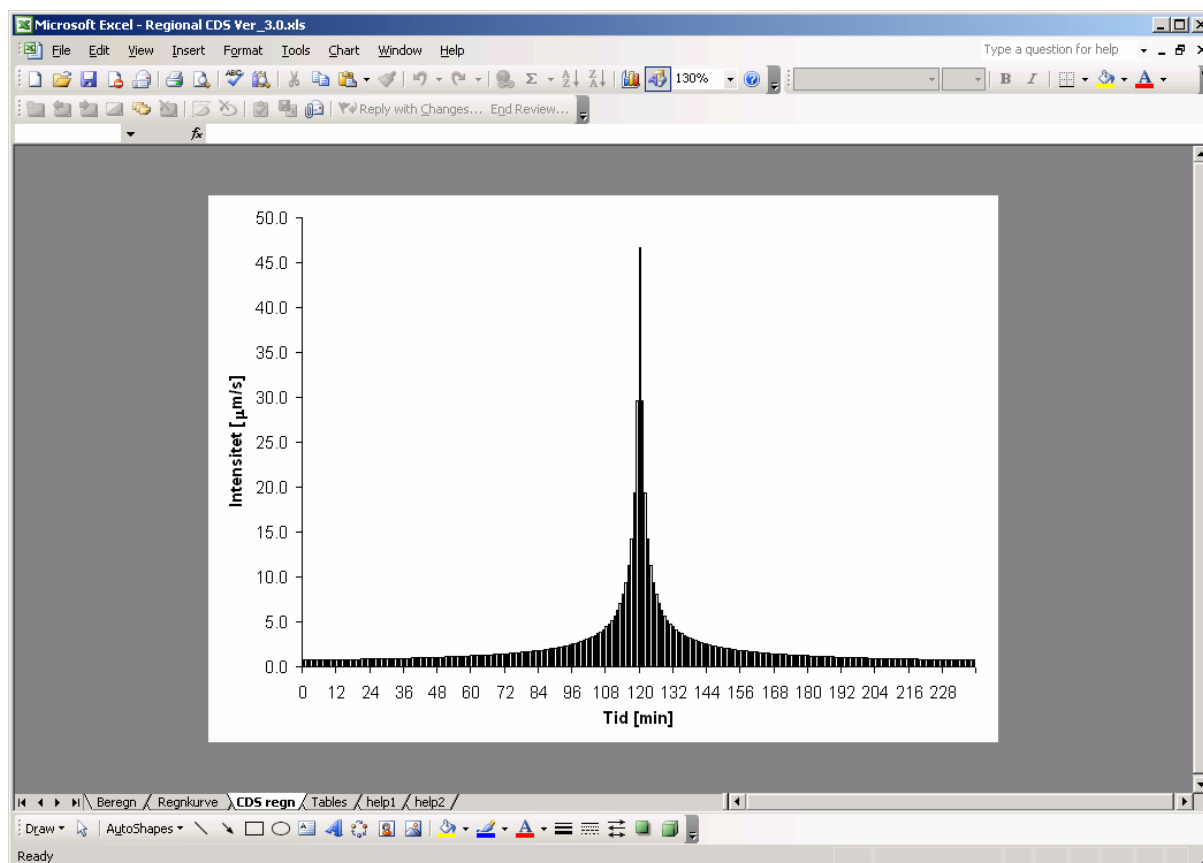 Microsoft Excel - Regional CDS Ver_3.0.xls
File Edit View Insert Format Tools Chart Window Help Type a question for help
130% B I A
Reply with Changes... End Review...
fx
50.0
45.0
40.0
35.0
30.0
25.0
20.0
15.0
10.0
5.0
0.0
Intensitet [µm/s]
0 12 24 36 48 60 72 84 96 108 120 132 144 156 168 180 192 204 216 228
Tid [min]
Beregn Regnkurve CDS regn Tables help1 help2
Draw AutoShapes A A
Ready